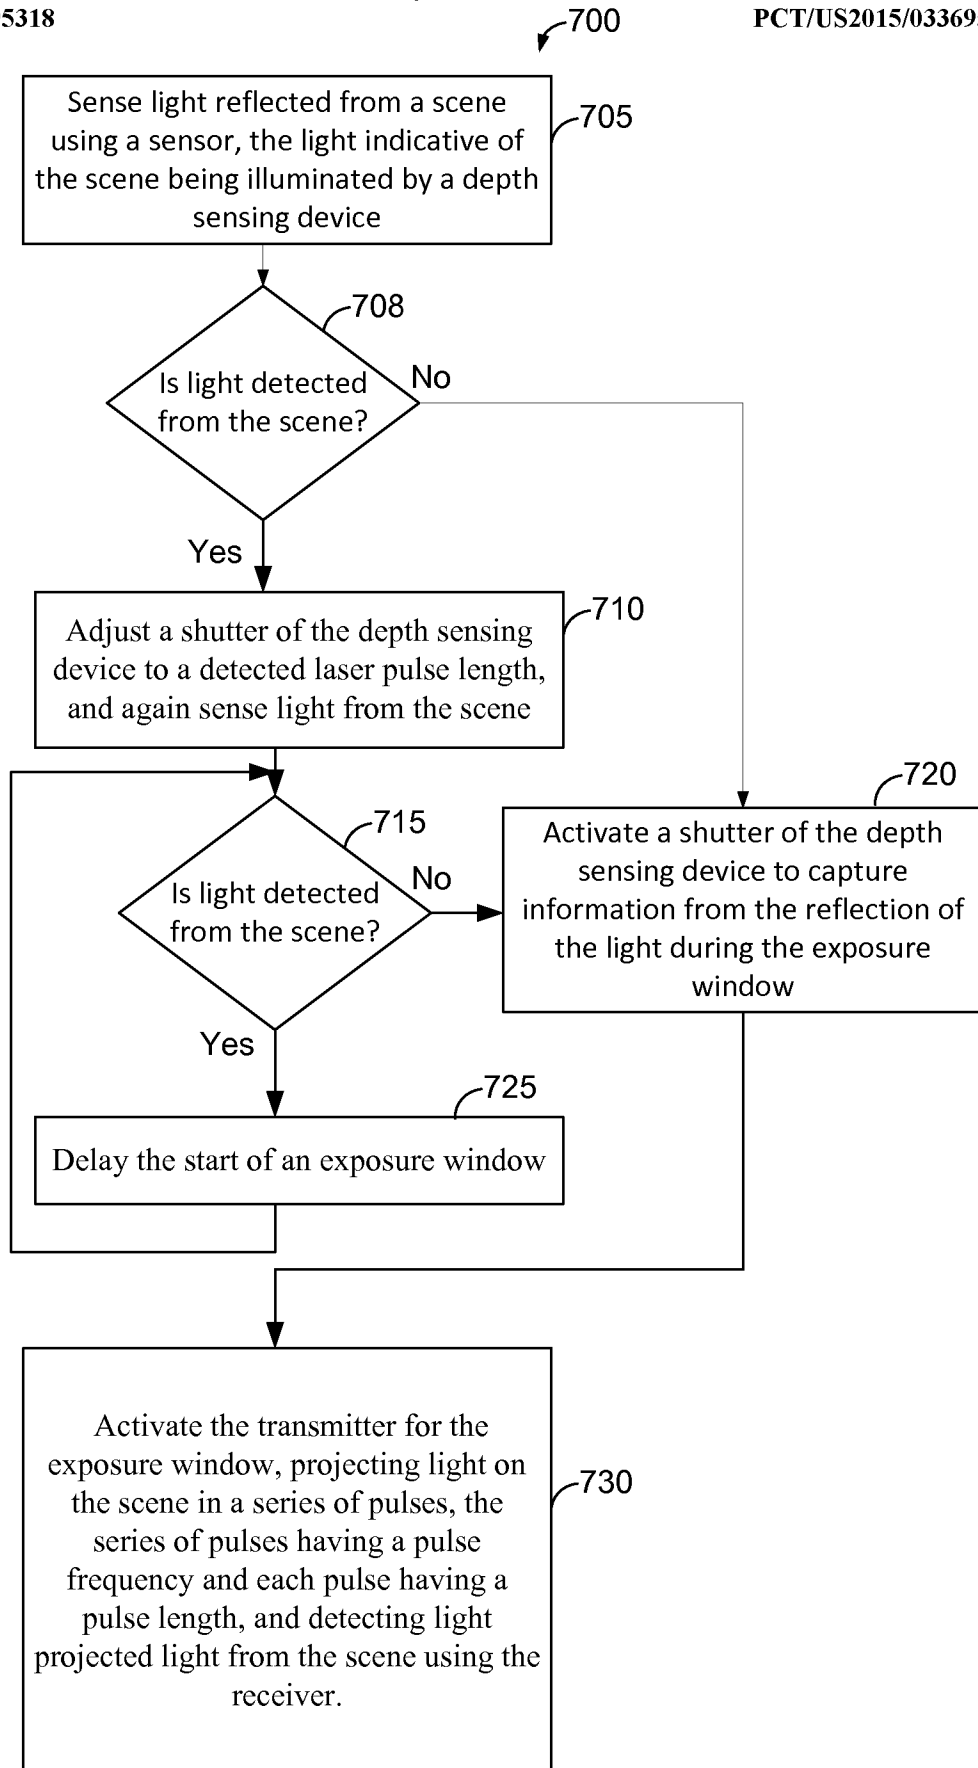 5318
700
PCT/US2015/03369
Sense light reflected from a scene
using a sensor, the light indicative of
the scene being illuminated by a depth
sensing device
705
708
Is light detected
from the scene?
No
Yes
710
Adjust a shutter of the depth sensing
device to a detected laser pulse length,
and again sense light from the scene
715
Is light detected
from the scene?
No
720
Activate a shutter of the depth
sensing device to capture
information from the reflection of
the light during the exposure
window
Yes
725
Delay the start of an exposure window
Activate the transmitter for the
exposure window, projecting light on
the scene in a series of pulses, the
series of pulses having a pulse
frequency and each pulse having a
pulse length, and detecting light
projected light from the scene using the
receiver.
730